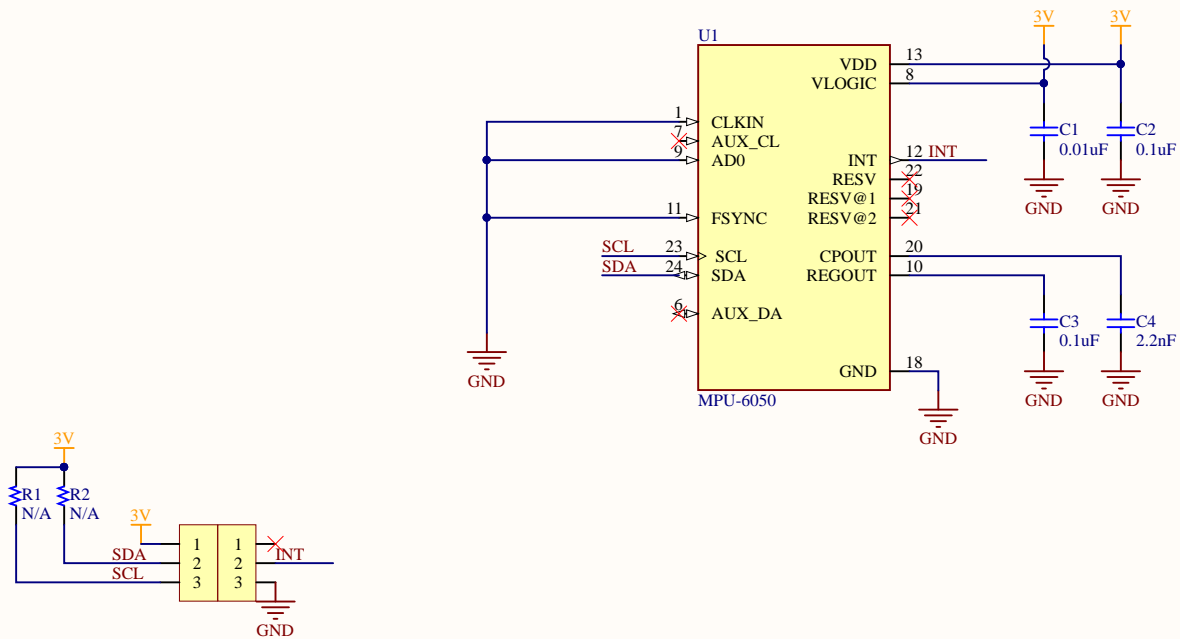 3V 3V
U1
VDD 13
VLOGIC 8
1 CLKIN
7 AUX_CL
9 AD0
C1 0.01uF
C2 0.1uF
INT 12 INT
RESV 22
RESV@1 19
RESV@2 21
GND GND
11 FSYNC
SCL 23 SCL
SDA 24 SDA
CPOUT 20
REGOUT 10
6 AUX_DA
C3 0.1uF
C4 2.2nF
GND 18
GND
GND GND
MPU-6050
GND
3V
R1 N/A
R2 N/A
3V
1 1
SDA 2 2 INT
SCL 3 3
GND